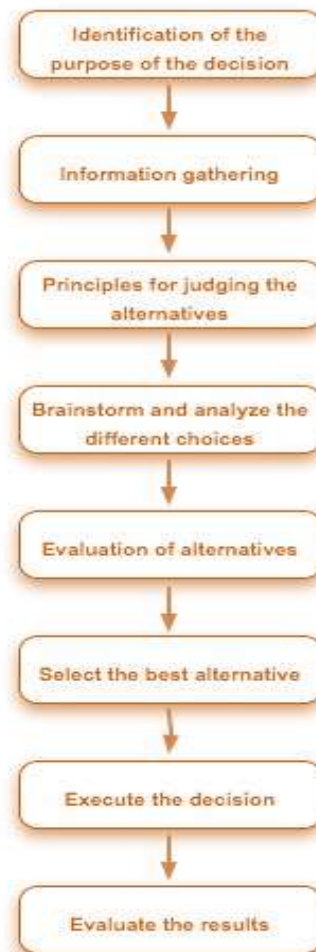 Identification of the
purpose of the decision
Information gathering
Principles for judging the
alternatives
Brainstorm and analyze the
different choices
Evaluation of alternatives
Select the best alternative
Execute the decision
Evaluate the results